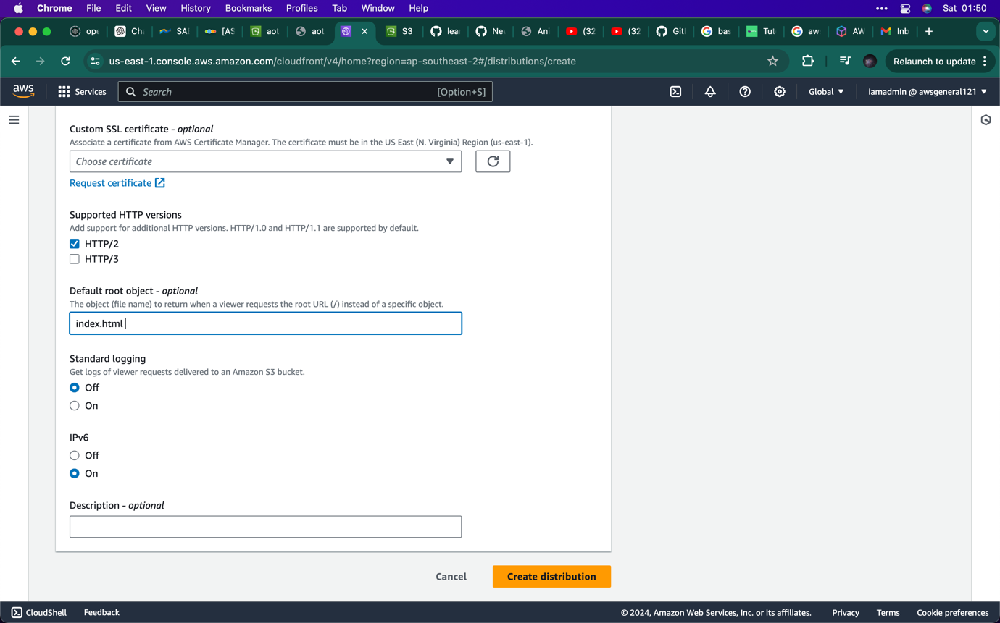 Chrome File Edit View History Bookmarks Profiles Tab Window Help Sat 01:50
ope Cha SAL [AS aot aot S3 lear Nev Ani (32 (32 Git bas Tut aw AW Inb
us-east-1.console.aws.amazon.com/cloudfront/v4/home?region=ap-southeast-2#/distributions/create Relaunch to update
aws Services Search [Option+S] Global iamadmin @ awsgeneral121
Custom SSL certificate - optional
Associate a certificate from AWS Certificate Manager. The certificate must be in the US East (N. Virginia) Region (us-east-1).
Choose certificate
Request certificate
Supported HTTP versions
Add support for additional HTTP versions. HTTP/1.0 and HTTP/1.1 are supported by default.
HTTP/2
HTTP/3
Default root object - optional
The object (file name) to return when a viewer requests the root URL (/) instead of a specific object.
index.html
Standard logging
Get logs of viewer requests delivered to an Amazon S3 bucket.
Off
On
IPv6
Off
On
Description - optional
Cancel Create distribution
CloudShell Feedback © 2024, Amazon Web Services, Inc. or its affiliates. Privacy Terms Cookie preferences